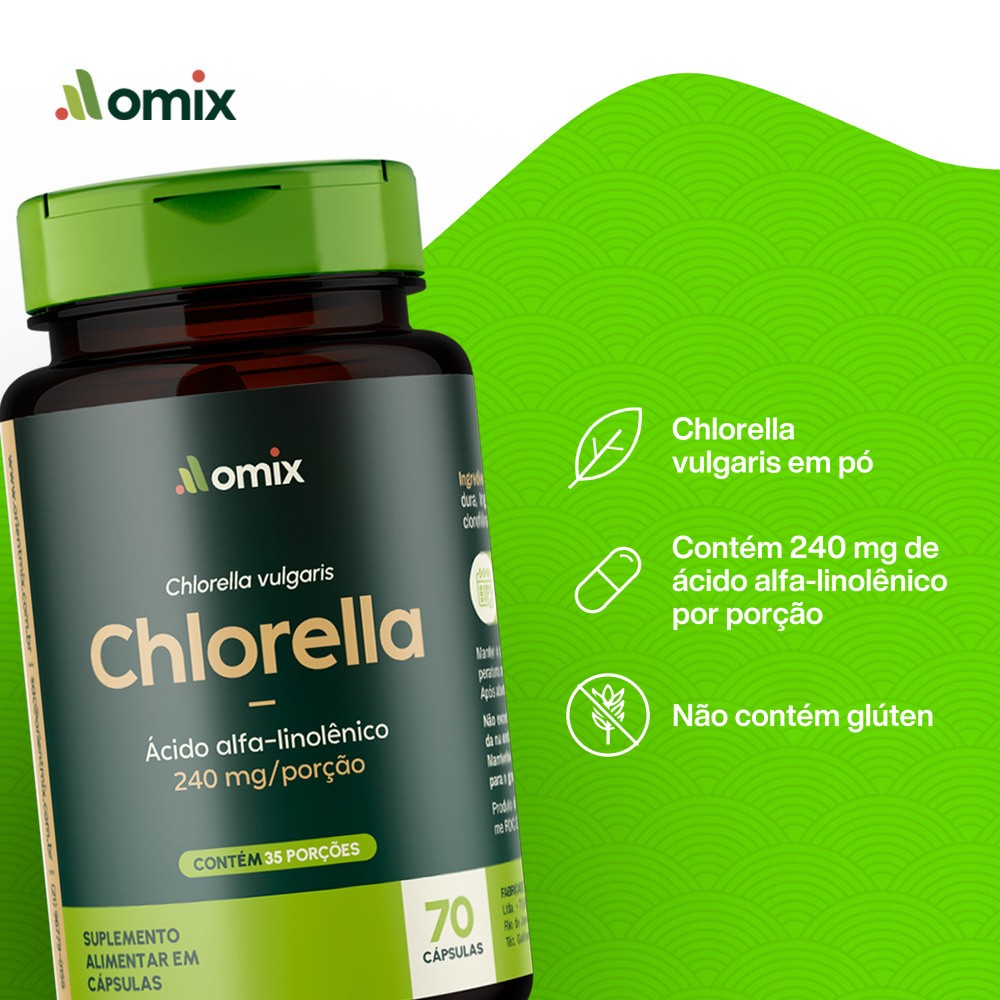 omix
Chlorella
vulgaris em pó
Contém 240 mg de
ácido alfa-linolênico
por porção
Não contém glúten
omix
Chlorella vulgaris
Chlorella
Ácido alfa-linolênico
240 mg/porção
CONTÉM 35 PORÇÕES
SUPLEMENTO
ALIMENTAR EM
CÁPSULAS
70
CÁPSULAS